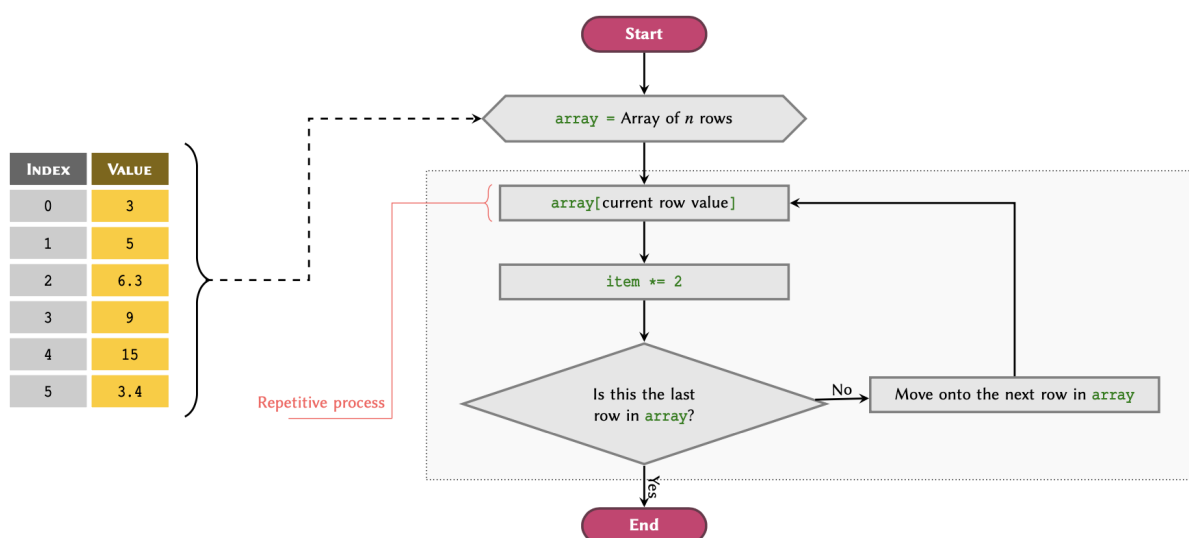 Start
array = Array of n rows
INDEX VALUE
0 3
1 5
2 6.3
3 9
4 15
5 3.4
array[current row value]
item *= 2
Repetitive process
Is this the last
row in array?
No
Move onto the next row in array
Yes
End